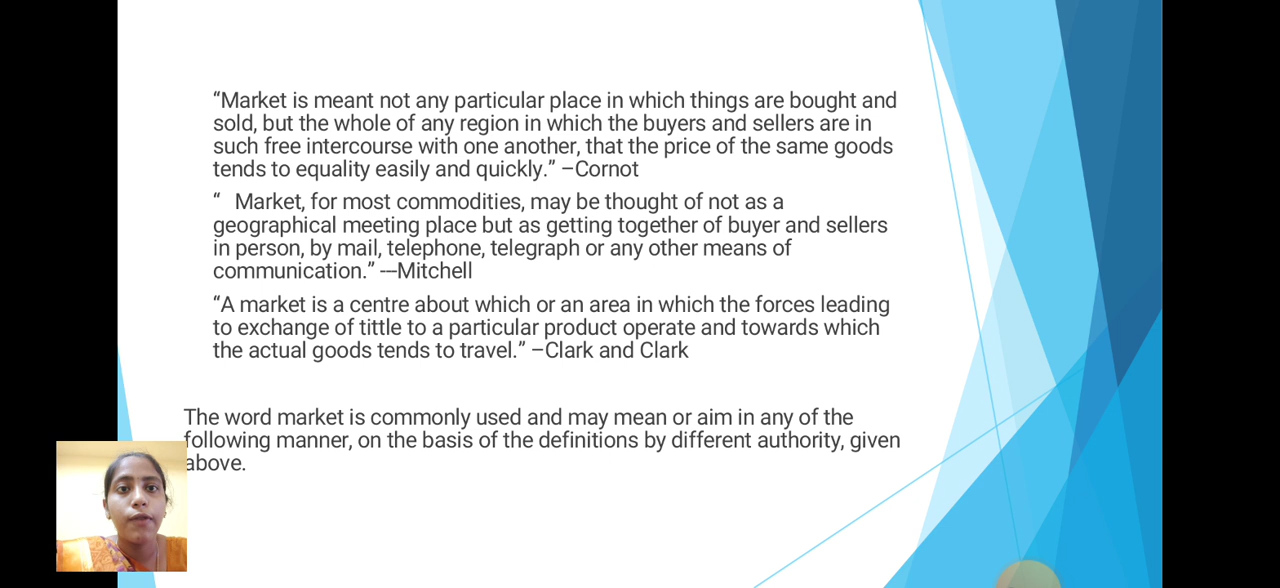 “Market is meant not any particular place in which things are bought and
sold, but the whole of any region in which the buyers and sellers are in
such free intercourse with one another, that the price of the same goods
tends to equality easily and quickly.” –Cornot
“ Market, for most commodities, may be thought of not as a
geographical meeting place but as getting together of buyer and sellers
in person, by mail, telephone, telegraph or any other means of
communication.” ---Mitchell
“A market is a centre about which or an area in which the forces leading
to exchange of tittle to a particular product operate and towards which
the actual goods tends to travel.” –Clark and Clark
The word market is commonly used and may mean or aim in any of the
following manner, on the basis of the definitions by different authority, given
above.